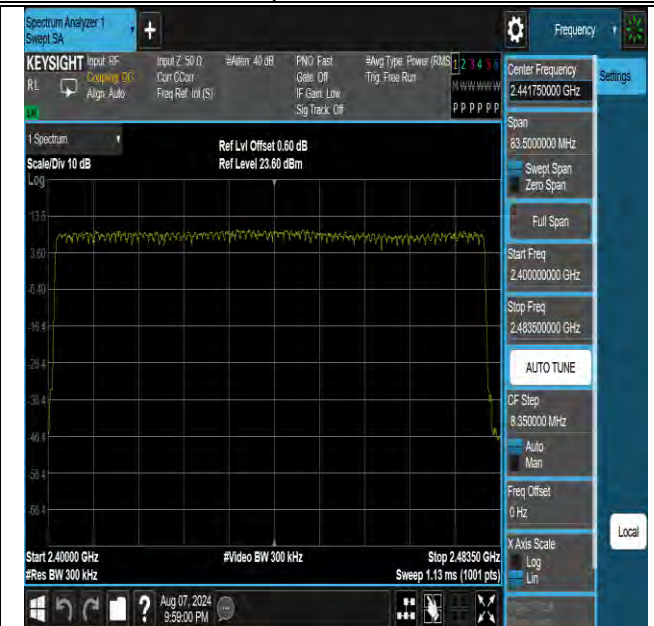 Spectrum Analyzer 1
Swept SA
+
Frequency
KEYSIGHT
RL
Input: RF
Coupling: DC
Align: Auto
Input Z: 50 Ω
Corr CCorr
Freq Ref: Int (S)
#Atten: 40 dB
PNO: Fast
Gate: Off
IF Gain: Low
Sig Track: Off
#Avg Type: Power (RMS
Trig: Free Run
1 2 3 4 5 6
M W W W W W
P P P P P P
Settings
Center Frequency
2.441750000 GHz
Span
83.5000000 MHz
Swept Span
Zero Span
Full Span
Start Freq
2.400000000 GHz
Stop Freq
2.483500000 GHz
AUTO TUNE
CF Step
8.350000 MHz
Auto
Man
Freq Offset
0 Hz
X Axis Scale
Log
Lin
Local
1 Spectrum
Scale/Div 10 dB
Ref Lvl Offset 0.60 dB
Ref Level 23.60 dBm
Log
13.6
3.60
-6.40
-16.4
-26.4
-36.4
-46.4
-56.4
-66.4
Start 2.40000 GHz
#Res BW 300 kHz
#Video BW 300 kHz
Stop 2.48350 GHz
Sweep 1.13 ms (1001 pts)
?
Aug 07, 2024
9:59:00 PM